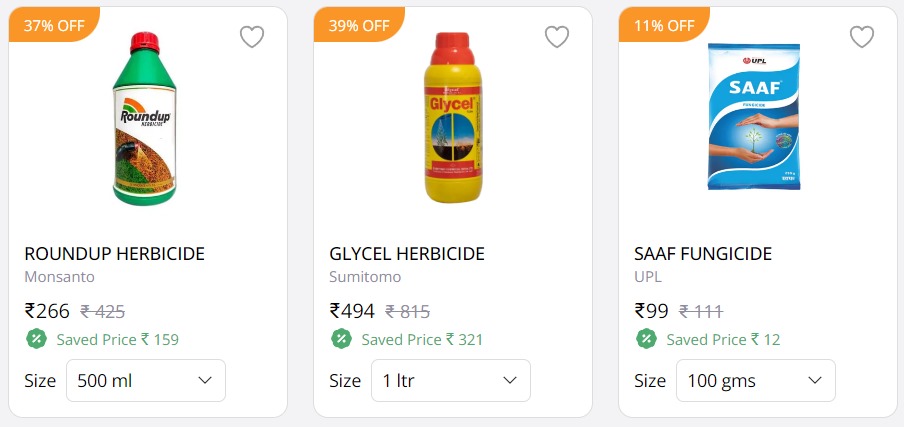 37% OFF
Roundup
HERBICIDE
ROUNDUP HERBICIDE
Monsanto
₹266 ₹ 425
Saved Price ₹ 159
Size 500 ml
39% OFF
Glycel
GLYCEL HERBICIDE
Sumitomo
₹494 ₹ 815
Saved Price ₹ 321
Size 1 ltr
11% OFF
UPL
SAAF
FUNGICIDE
SAAF FUNGICIDE
UPL
₹99 ₹ 111
Saved Price ₹ 12
Size 100 gms